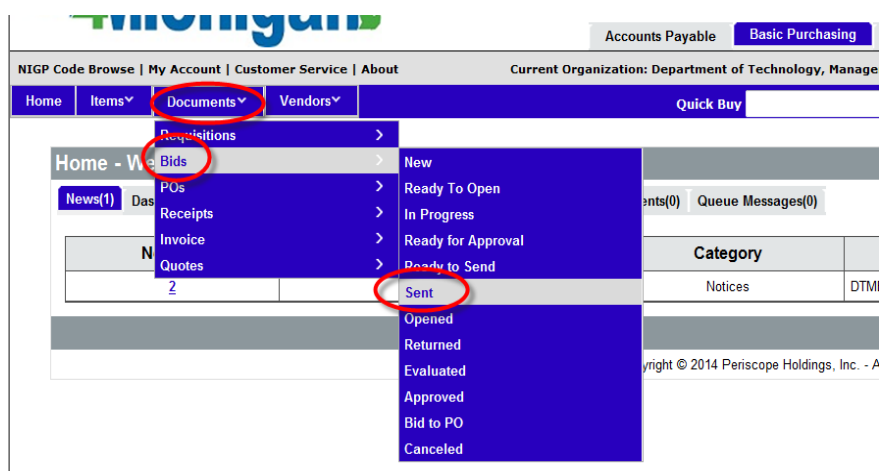 4Michigan
Accounts Payable Basic Purchasing
NIGP Code Browse | My Account | Customer Service | About Current Organization: Department of Technology, Manage
Home Items Documents Vendors Quick Buy
Requisitions
Home - We Bids New
News(1) Das POs Ready To Open ents(0) Queue Messages(0)
Receipts In Progress
N Invoice Ready for Approval Category
Quotes Ready to Send
2 Sent Notices DTM
Opened
Returned
Evaluated yright © 2014 Periscope Holdings, Inc. - A
Approved
Bid to PO
Canceled